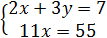 2x + 3y = 7
11x = 55